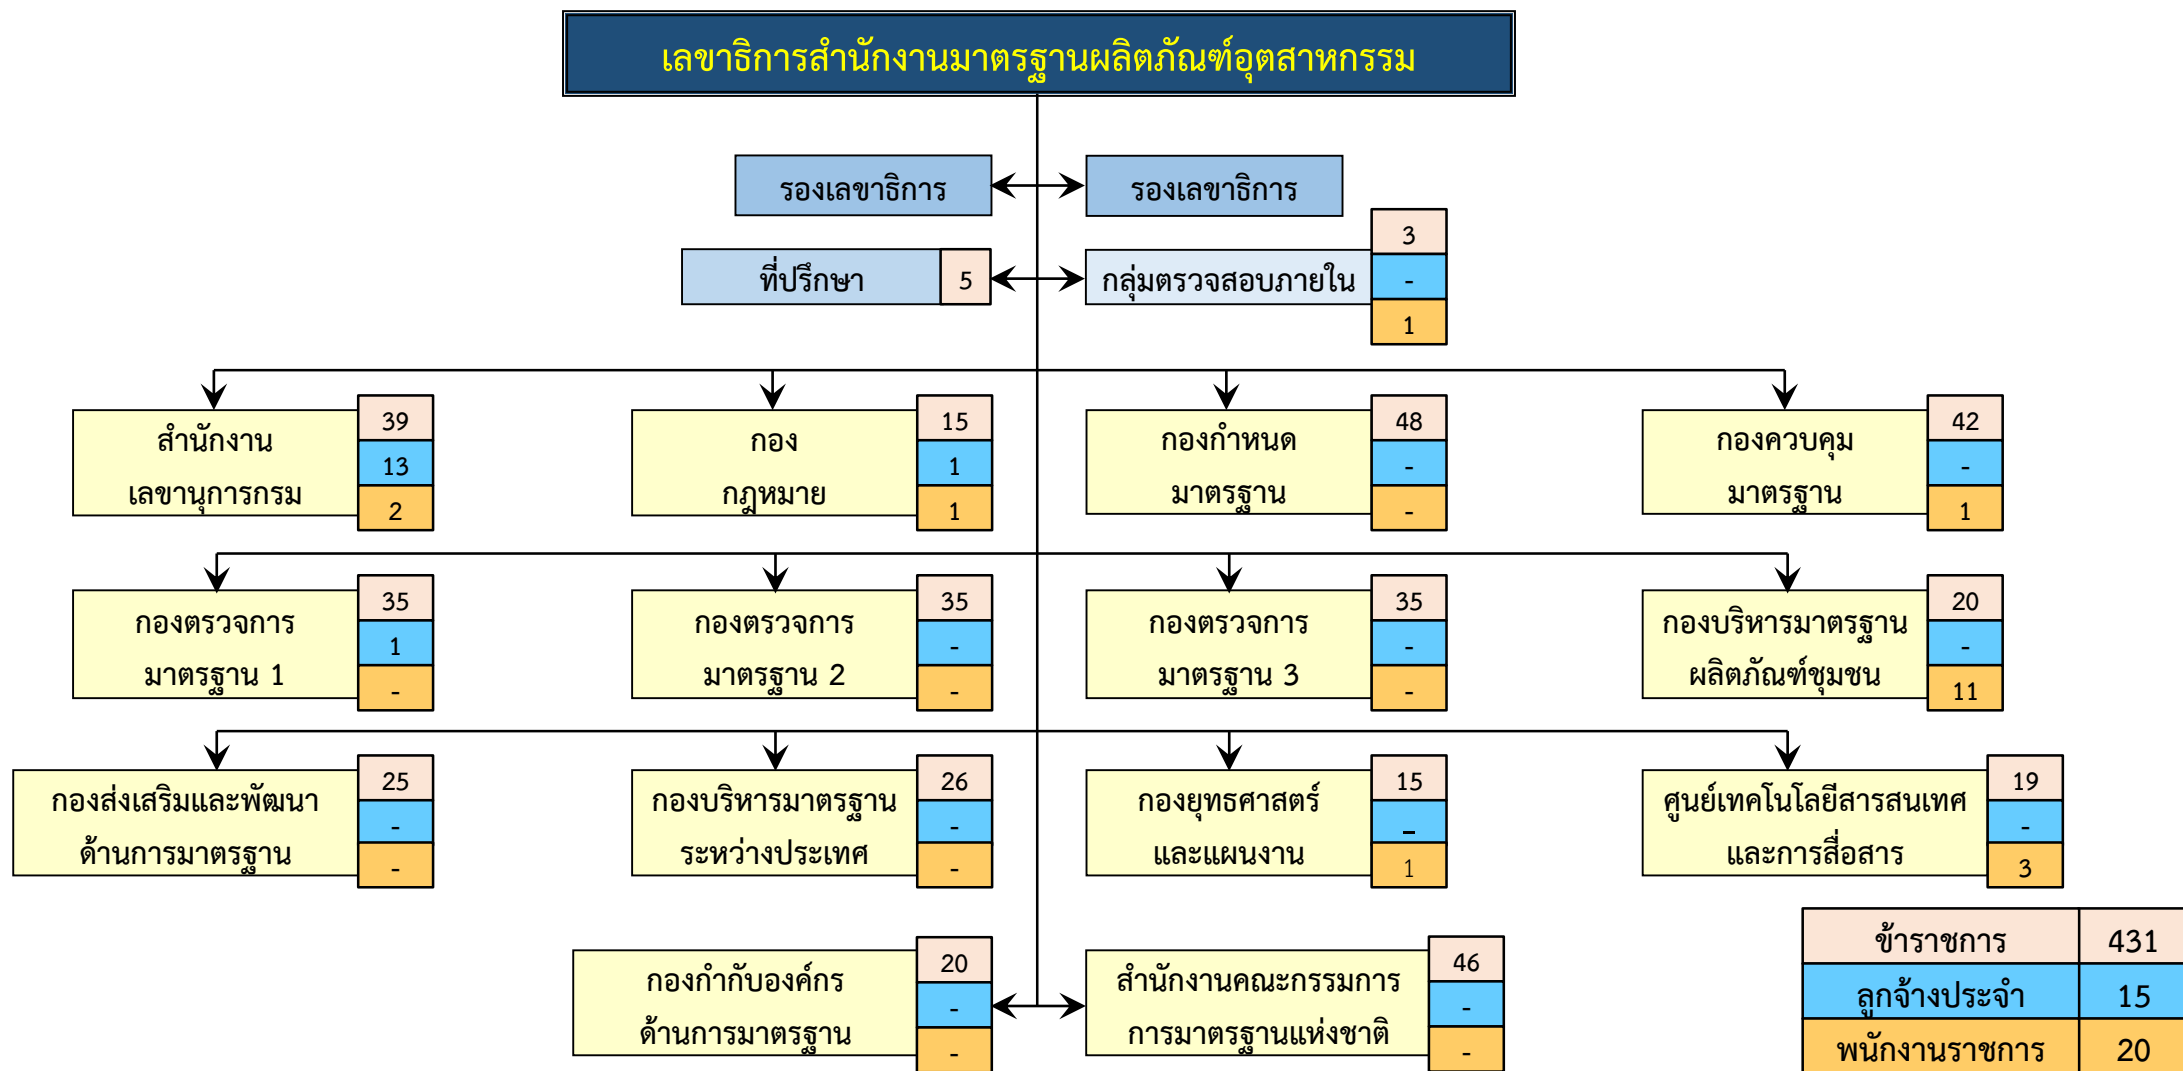 เลขาธิการสำนักงานมาตรฐานผลิตภัณฑ์อุตสาหกรรม
รองเลขาธิการ
รองเลขาธิการ
ที่ปรึกษา
5
กลุ่มตรวจสอบภายใน
3
-
1
สำนักงาน
เลขานุการกรม
39
13
2
กอง
กฎหมาย
15
1
1
กองกำหนด
มาตรฐาน
48
-
-
กองควบคุม
มาตรฐาน
42
-
1
กองตรวจการ
มาตรฐาน 1
35
1
-
กองตรวจการ
มาตรฐาน 2
35
-
-
กองตรวจการ
มาตรฐาน 3
35
-
-
กองบริหารมาตรฐาน
ผลิตภัณฑ์ชุมชน
20
-
11
กองส่งเสริมและพัฒนา
ด้านการมาตรฐาน
25
-
-
กองบริหารมาตรฐาน
ระหว่างประเทศ
26
-
-
กองยุทธศาสตร์
และแผนงาน
15
-
1
ศูนย์เทคโนโลยีสารสนเทศ
และการสื่อสาร
19
-
3
กองกำกับองค์กร
ด้านการมาตรฐาน
20
-
-
สำนักงานคณะกรรมการ
การมาตรฐานแห่งชาติ
46
-
-
ข้าราชการ 431
ลูกจ้างประจำ 15
พนักงานราชการ 20